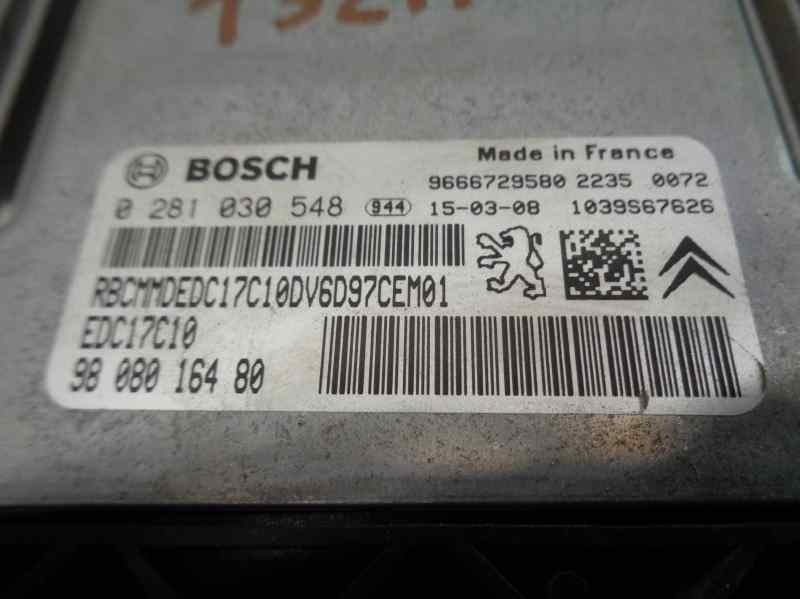 BOSCH
Made in France
9666729580 2235 0072
0 281 030 548 944 15-03-08 1039S67626
RBCMMDEDC17C10DV6D97CEM01
EDC17C10
98 080 164 80